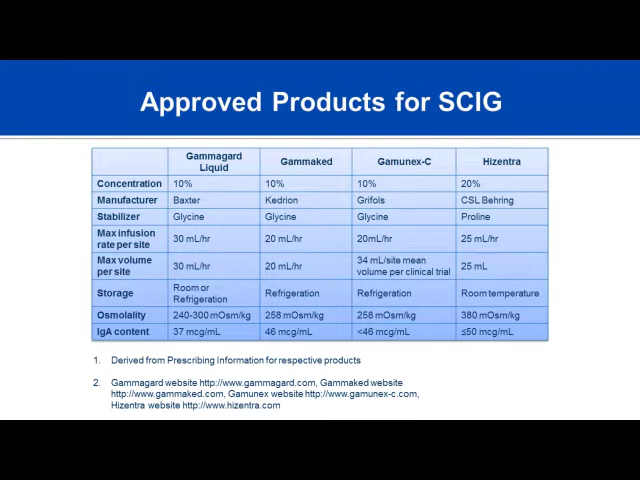 Approved Products for SCIG
Gammagard Liquid Gammaked Gamunex-C Hizentra
Concentration 10% 10% 10% 20%
Manufacturer Baxter Kedrion Grifols CSL Behring
Stabilizer Glycine Glycine Glycine Proline
Max infusion rate per site 30 mL/hr 20 mL/hr 20mL/hr 25 mL/hr
Max volume per site 30 mL/hr 20 mL/hr 34 mL/site mean volume per clinical trial 25 mL
Storage Room or Refrigeration Refrigeration Refrigeration Room temperature
Osmolality 240-300 mOsm/kg 258 mOsm/kg 258 mOsm/kg 380 mOsm/kg
IgA content 37 mcg/mL 46 mcg/mL <46 mcg/mL ≤50 mcg/mL
1. Derived from Prescribing Information for respective products
2. Gammagard website http://www.gammagard.com, Gammaked website
http://www.gammaked.com, Gamunex website http://www.gamunex-c.com,
Hizentra website http://www.hizentra.com